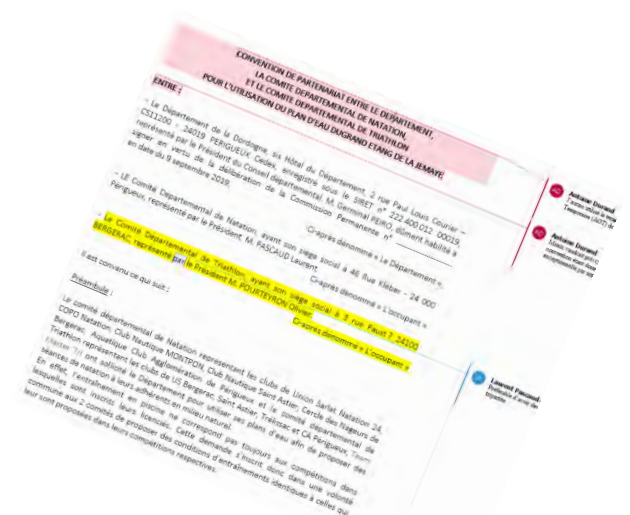 CONVENTION DE PARTENARIAT ENTRE LE DEPARTEMENT,
LA COMITE DEPARTEMENTAL DE NATATION,
ET LE COMITE DEPARTEMENTAL DE TRIATHLON
POUR L'UTILISATION DU PLAN D'EAU DUGRAND ETANG DE LA JEMAYE
ENTRE :
- Le Département de la Dordogne, sis Hôtel du Département, 2 rue Paul Louis Courier –
CS11200 - 24019 PERIGUEUX Cedex, enregistré sous le SIRET n° 222 400 012 00019,
représenté par le Président du Conseil départemental, M. Germinal PEIRO, dûment habilité à
signer en vertu de la délibération de la Commission Permanente n°
en date du 9 septembre 2019,
Ci-après dénommé « Le Département ».
- LE Comité Départemental de Natation, ayant son siège social à 46 Rue Kleber - 24 000
Périgueux, représenté par le Président, M. PASCAUD Laurent
Ci-après dénommé « L'occupant »
- Le Comité Départemental de Triathlon, ayant son siège social à 3 rue Faust 7 24100
BERGERAC, représenté par le Président M. POURTEYRON Olivier
Ci-après dénommé « L'occupant »
Il est convenu ce qui suit :
Préambule :
Le comité départemental de Natation représentant les clubs de Union Sarlat Natation 24,
COPO Natation, Club Nautique MONTPON, Club Nautique Saint Astier, Cercle des Nageurs de
Bergerac, Aquatique Club Agglomération de Périgueux et le comité départemental de
Triathlon représentant les clubs de US Bergerac, Saint Astier, Trélissac et CA Périgueux, Team
Tri ont sollicité le Département pour utiliser ses plans d'eau afin de proposer des
séances de natation à leurs adhérents en milieu naturel.
En effet, l'entraînement en piscine ne correspond pas toujours aux compétitions dans
lesquelles sont inscrits leurs licenciés. Cette demande s'inscrit donc dans une volonté
commune aux 2 comités de proposer des conditions d'entraînements identiques à celles qui
leur sont proposées dans leurs compétitions respectives.
AD
Antoine Durand
AD
Antoine Durand
Laurent Pascaud